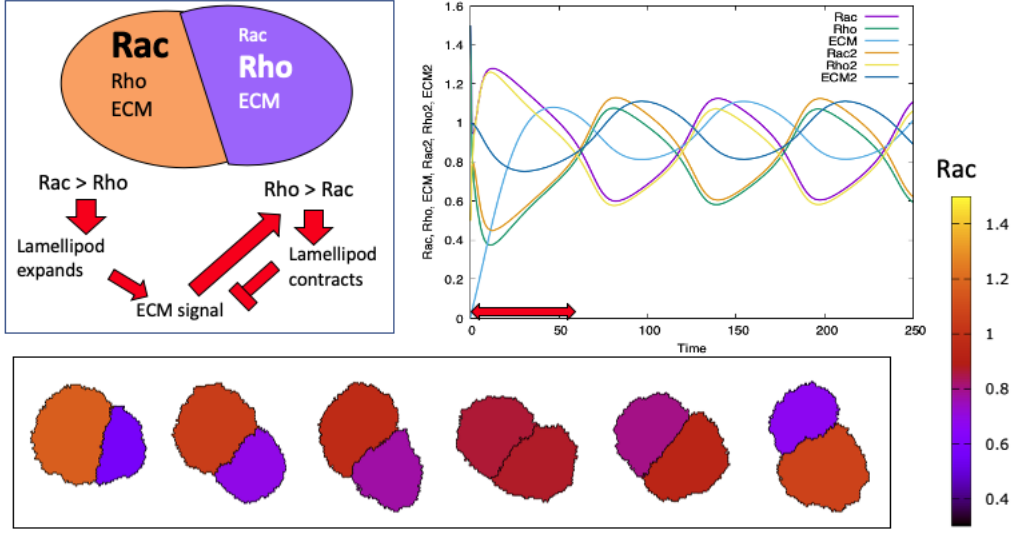 Rac
Rho
ECM
Rac
Rho
ECM
Rac > Rho
Rho > Rac
Lamellipod
expands
Lamellipod
contracts
ECM signal
Rac, Rho, ECM, Rac2, Rho2, ECM2
1.6
1.4
1.2
1
0.8
0.6
0.4
0.2
0
Rac
Rho
ECM
Rac2
Rho2
ECM2
0
50
100
150
200
250
Time
Rac
1.4
1.2
1
0.8
0.6
0.4